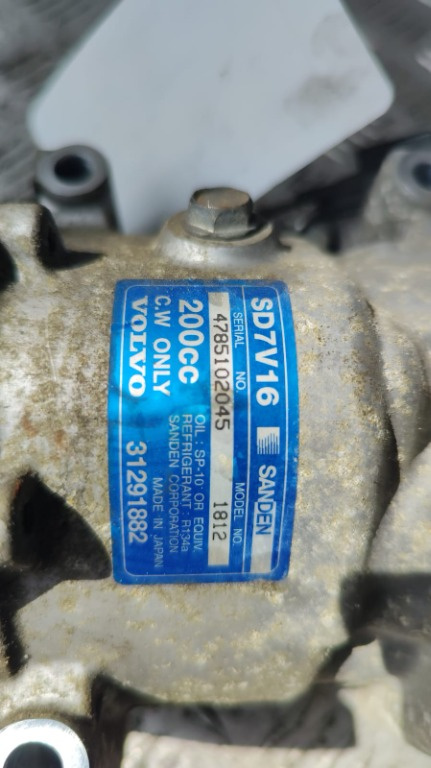 SD7V16 SANDEN
SERIAL NO. MODEL NO.
4785102045 1812
200CC OIL : SP-10 OR EQUIV.
REFRIGERANT : R134a
C.W ONLY SANDEN CORPORATION
MADE IN JAPAN
VOLVO 31291882